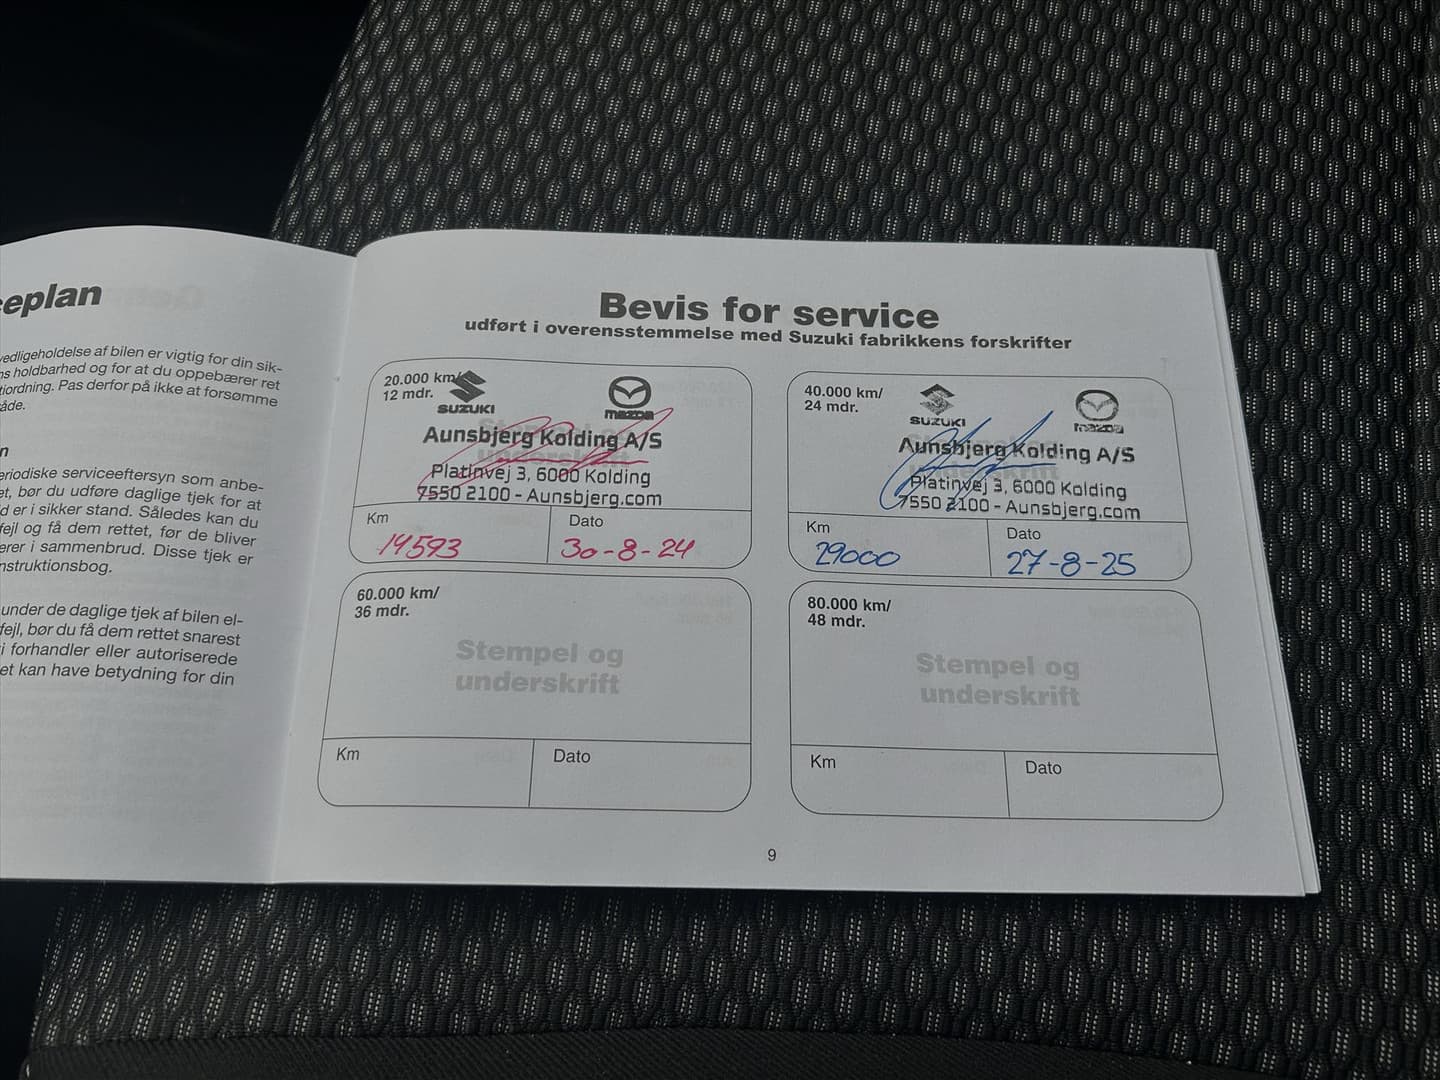 eplan
vedligeholdelse af bilen er vigtig for din sik-
ns holdbarhed og for at du oppebærer ret
tiordning. Pas derfor på ikke at forsømme
åde.
n
eriodiske serviceeftersyn som anbe-
et, bør du udføre daglige tjek for at
d er i sikker stand. Således kan du
fejl og få dem rettet, før de bliver
erer i sammenbrud. Disse tjek er
nstruktionsbog.
under de daglige tjek af bilen el-
fejl, bør du få dem rettet snarest
i forhandler eller autoriserede
et kan have betydning for din
Bevis for service
udført i overensstemmelse med Suzuki fabrikkens forskrifter
20.000 km/
12 mdr.
SUZUKI mazda
Aunsbjerg Kolding A/S
Platinvej 3, 6000 Kolding
7550 2100 - Aunsbjerg.com
Km Dato
14593 30-8-24
40.000 km/
24 mdr.
SUZUKI mazda
Aunsbjerg Kolding A/S
Platinvej 3, 6000 Kolding
7550 2100 - Aunsbjerg.com
Km Dato
29000 27-8-25
60.000 km/
36 mdr.
Stempel og
underskrift
Km Dato
80.000 km/
48 mdr.
Stempel og
underskrift
Km Dato
9